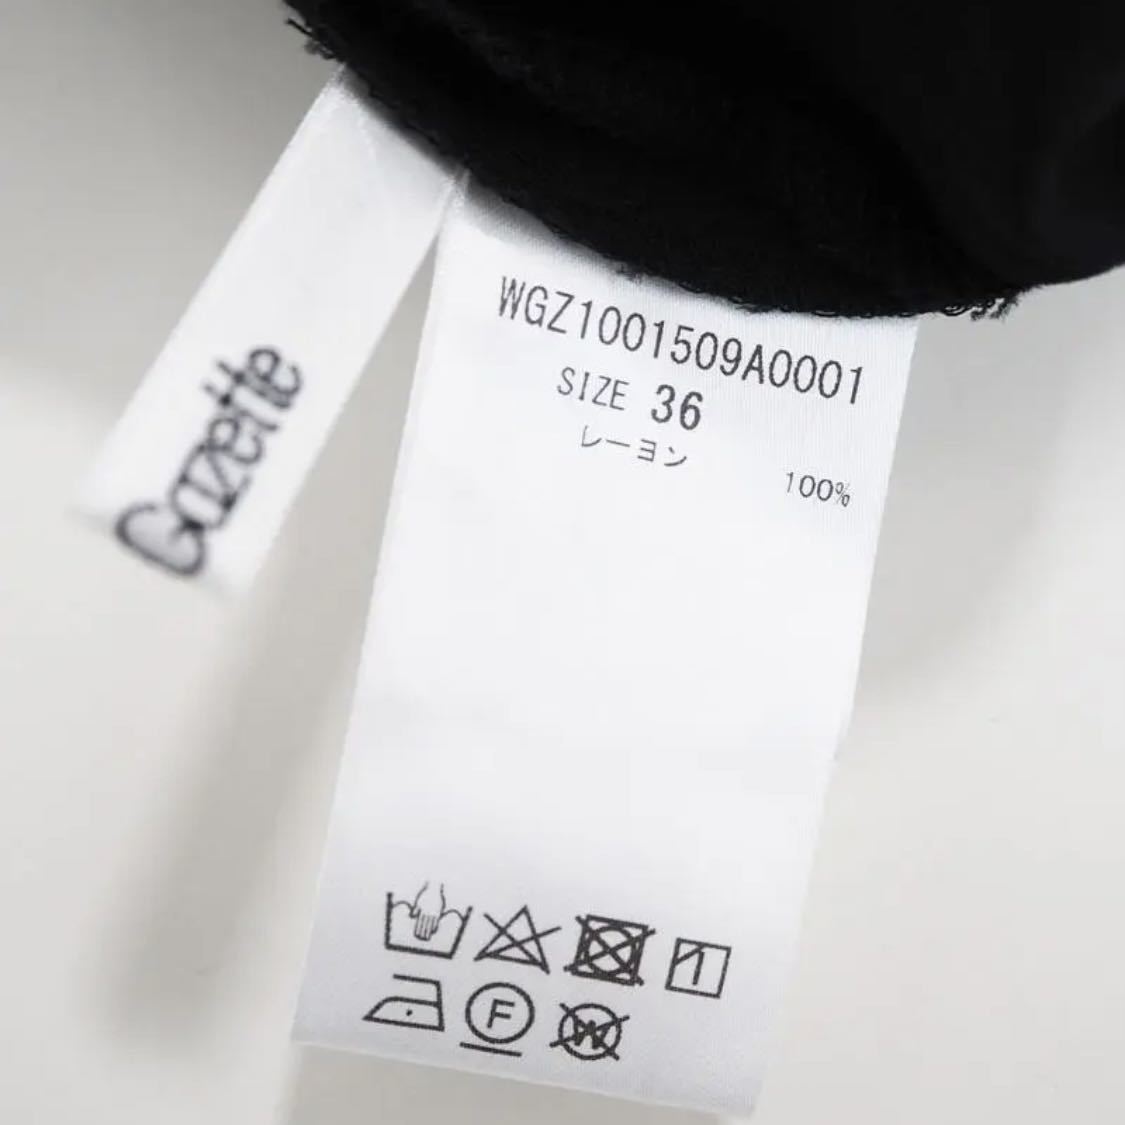 Gazette
WGZ1001509A0001
SIZE 36
レーヨン 100%
F W